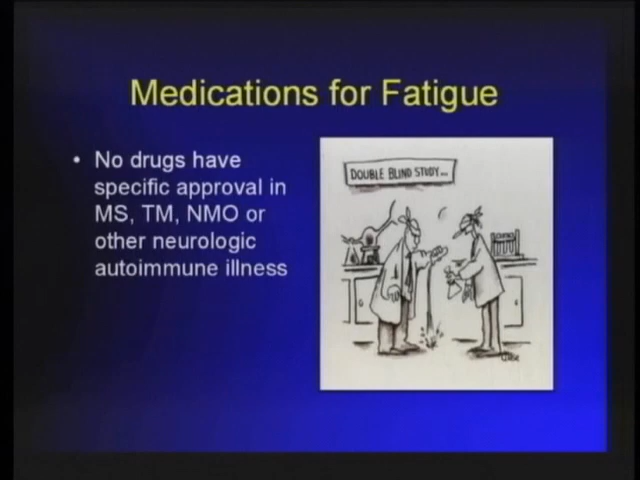 Medications for Fatigue
• No drugs have
specific approval in
MS, TM, NMO or
other neurologic
autoimmune illness
DOUBLE BLIND STUDY...